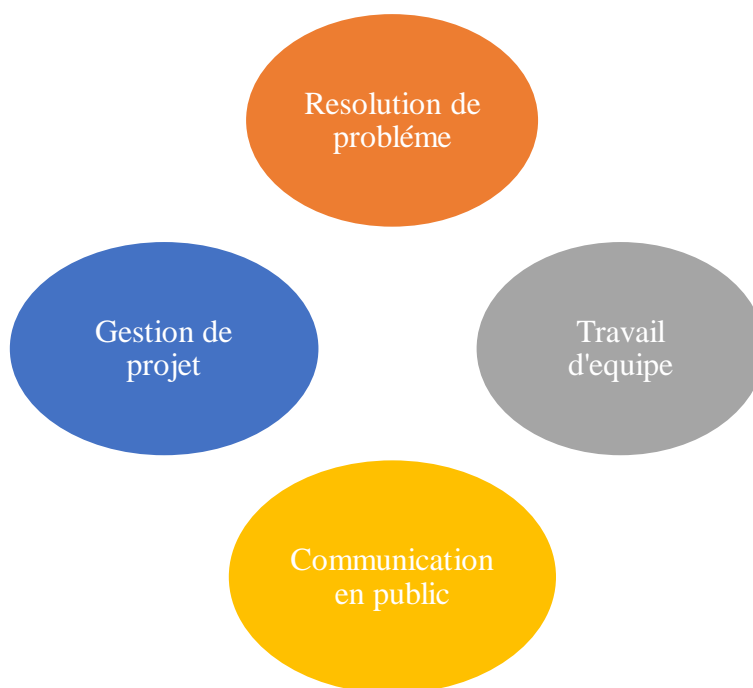 Resolution de
probléme
Gestion de
projet
Travail
d'equipe
Communication
en public